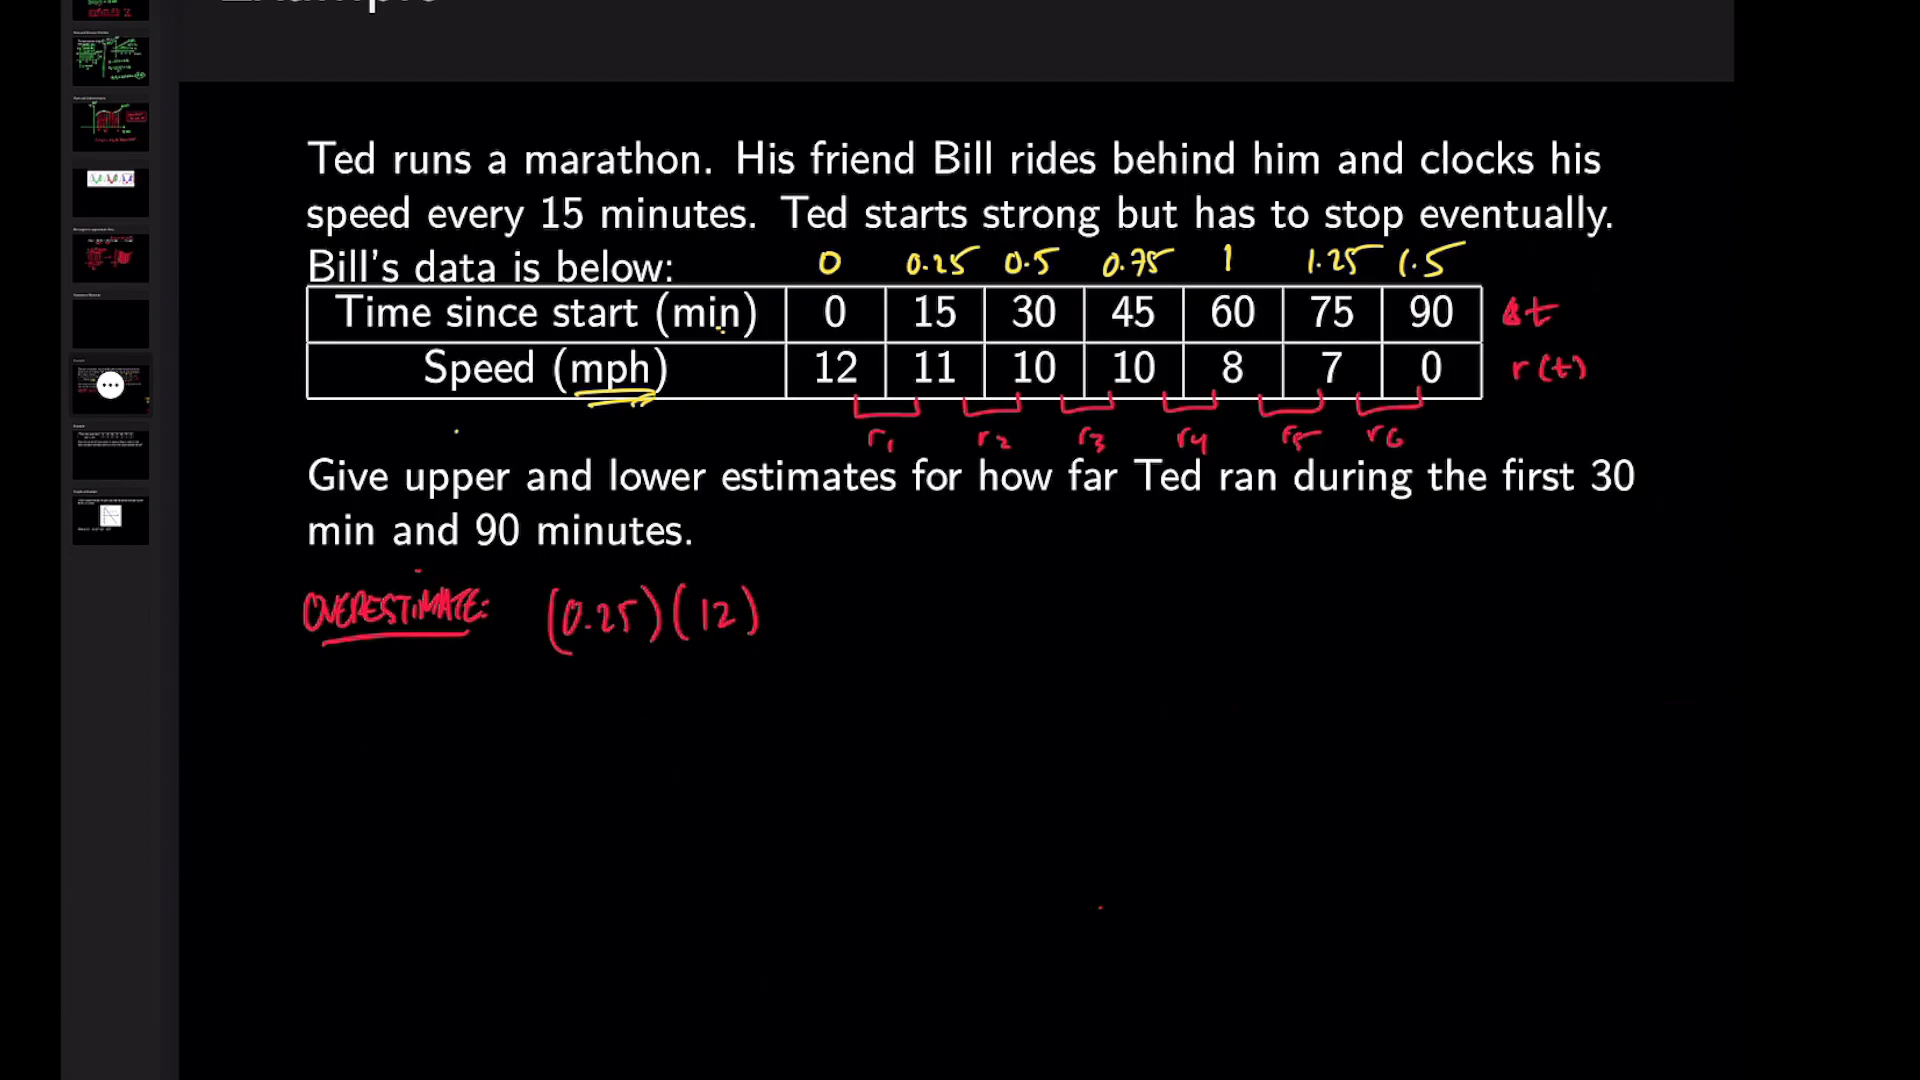 Ted runs a marathon. His friend Bill rides behind him and clocks his
speed every 15 minutes. Ted starts strong but has to stop eventually.
Bill's data is below: 0 0.25 0.5 0.75 1 1.25 1.5
Time since start (min) 0 15 30 45 60 75 90 Δt
Speed (mph) 12 11 10 10 8 7 0 r(t)
r1 r2 r3 r4 r5 r6
Give upper and lower estimates for how far Ted ran during the first 30
min and 90 minutes.
OVERESTIMATE: (0.25)(12)